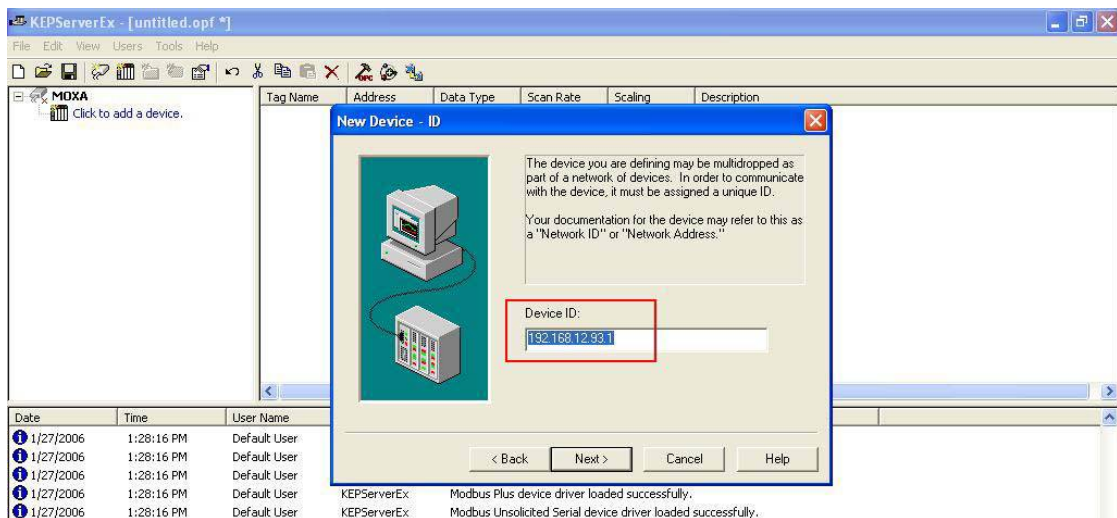 KEPServerEx - [untitled.opf *]
File Edit View Users Tools Help
MOXA
Click to add a device.
Tag Name Address Data Type Scan Rate Scaling Description
New Device - ID
The device you are defining may be multidropped as
part of a network of devices. In order to communicate
with the device, it must be assigned a unique ID.
Your documentation for the device may refer to this as
a "Network ID" or "Network Address."
Device ID:
192.168.12.93.1
< Back Next > Cancel Help
Date Time User Name
1/27/2006 1:28:16 PM Default User
1/27/2006 1:28:16 PM Default User
1/27/2006 1:28:16 PM Default User
1/27/2006 1:28:16 PM Default User KEPServerEx Modbus Plus device driver loaded successfully.
1/27/2006 1:28:16 PM Default User KEPServerEx Modbus Unsolicited Serial device driver loaded successfully.